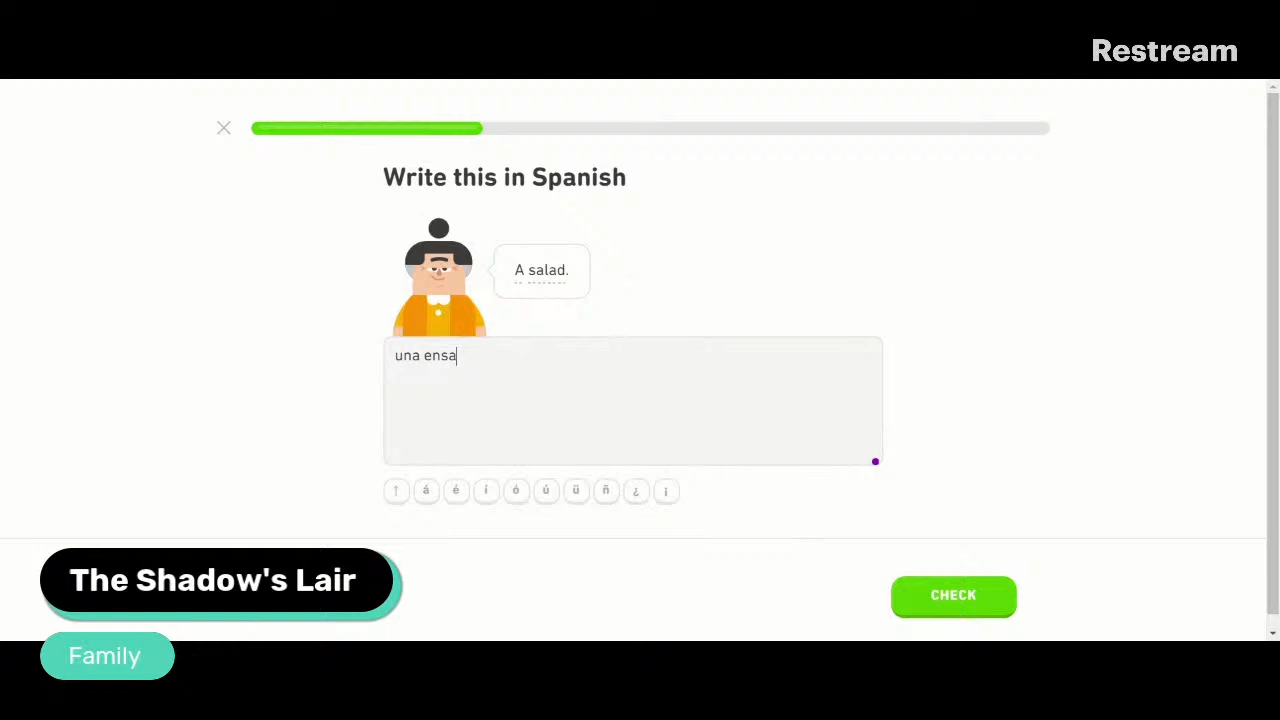 Restream
Write this in Spanish
A salad.
una ensa
↑ á é í ó ú ü ñ ¿ ¡
The Shadow's Lair
CHECK
Family